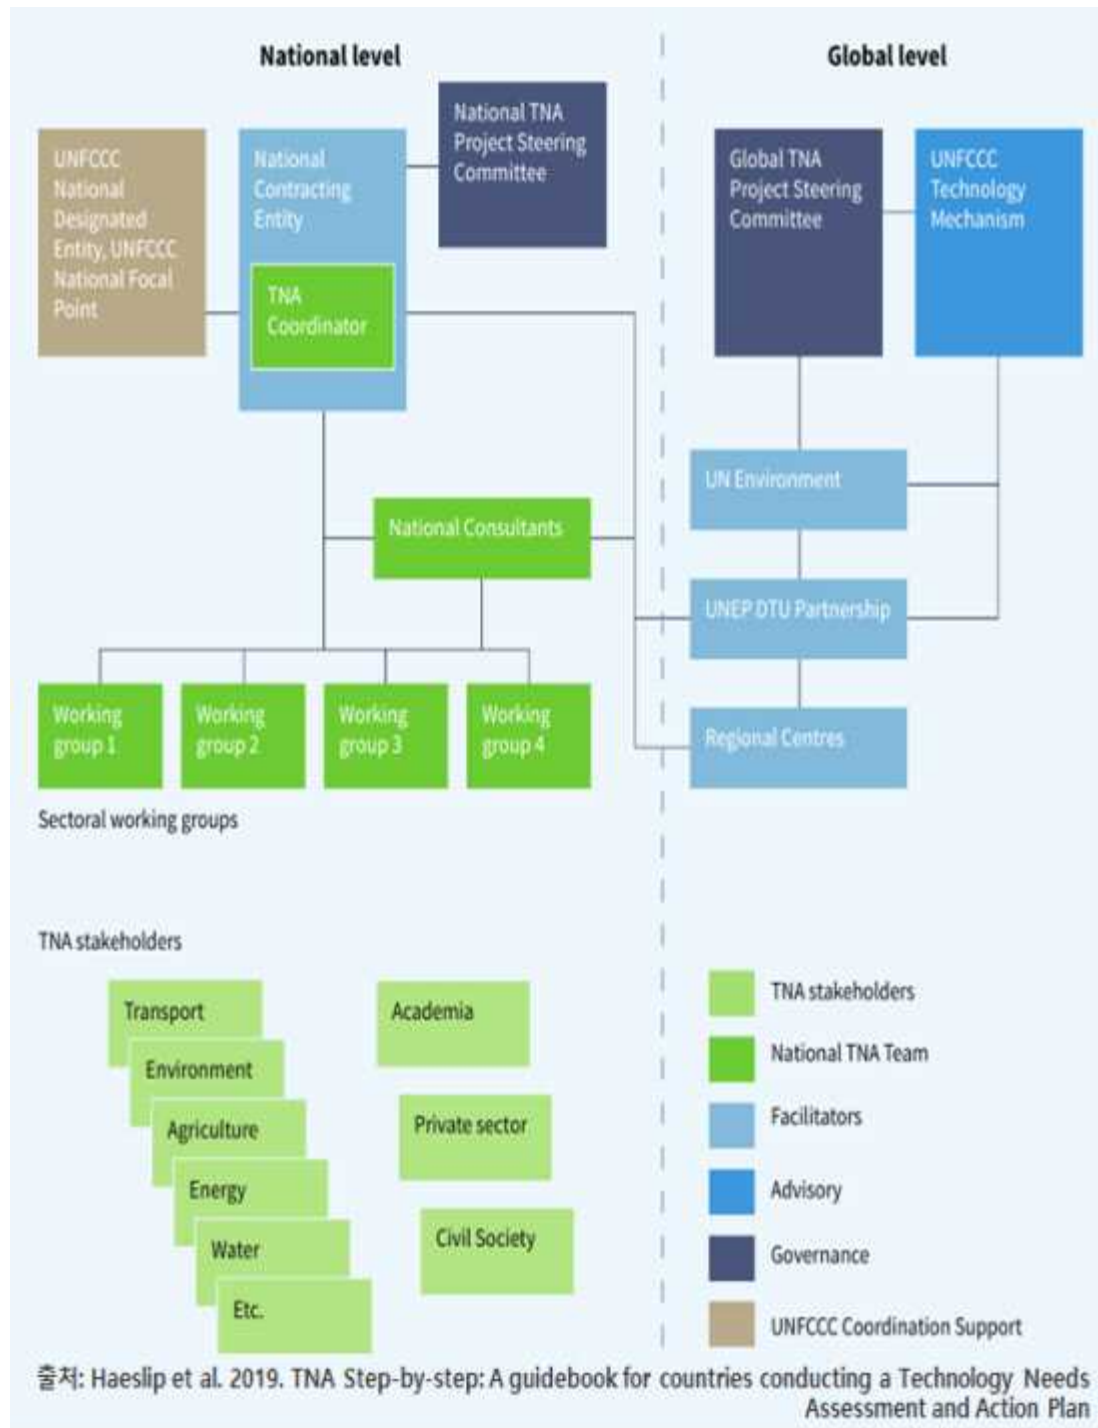 National level
Global level
UNFCCC
National
Designated
Entity, UNFCCC
National Focal
Point
National
Contracting
Entity
TNA
Coordinator
National TNA
Project Steering
Committee
Global TNA
Project Steering
Committee
UNFCCC
Technology
Mechanism
UN Environment
National Consultants
UNEP DTU Partnership
Regional Centres
Working
group 1
Working
group 2
Working
group 3
Working
group 4
Sectoral working groups
TNA stakeholders
Transport
Environment
Agriculture
Energy
Water
Etc.
Academia
Private sector
Civil Society
TNA stakeholders
National TNA Team
Facilitators
Advisory
Governance
UNFCCC Coordination Support
출처: Haeslip et al. 2019. TNA Step-by-step: A guidebook for countries conducting a Technology Needs
Assessment and Action Plan